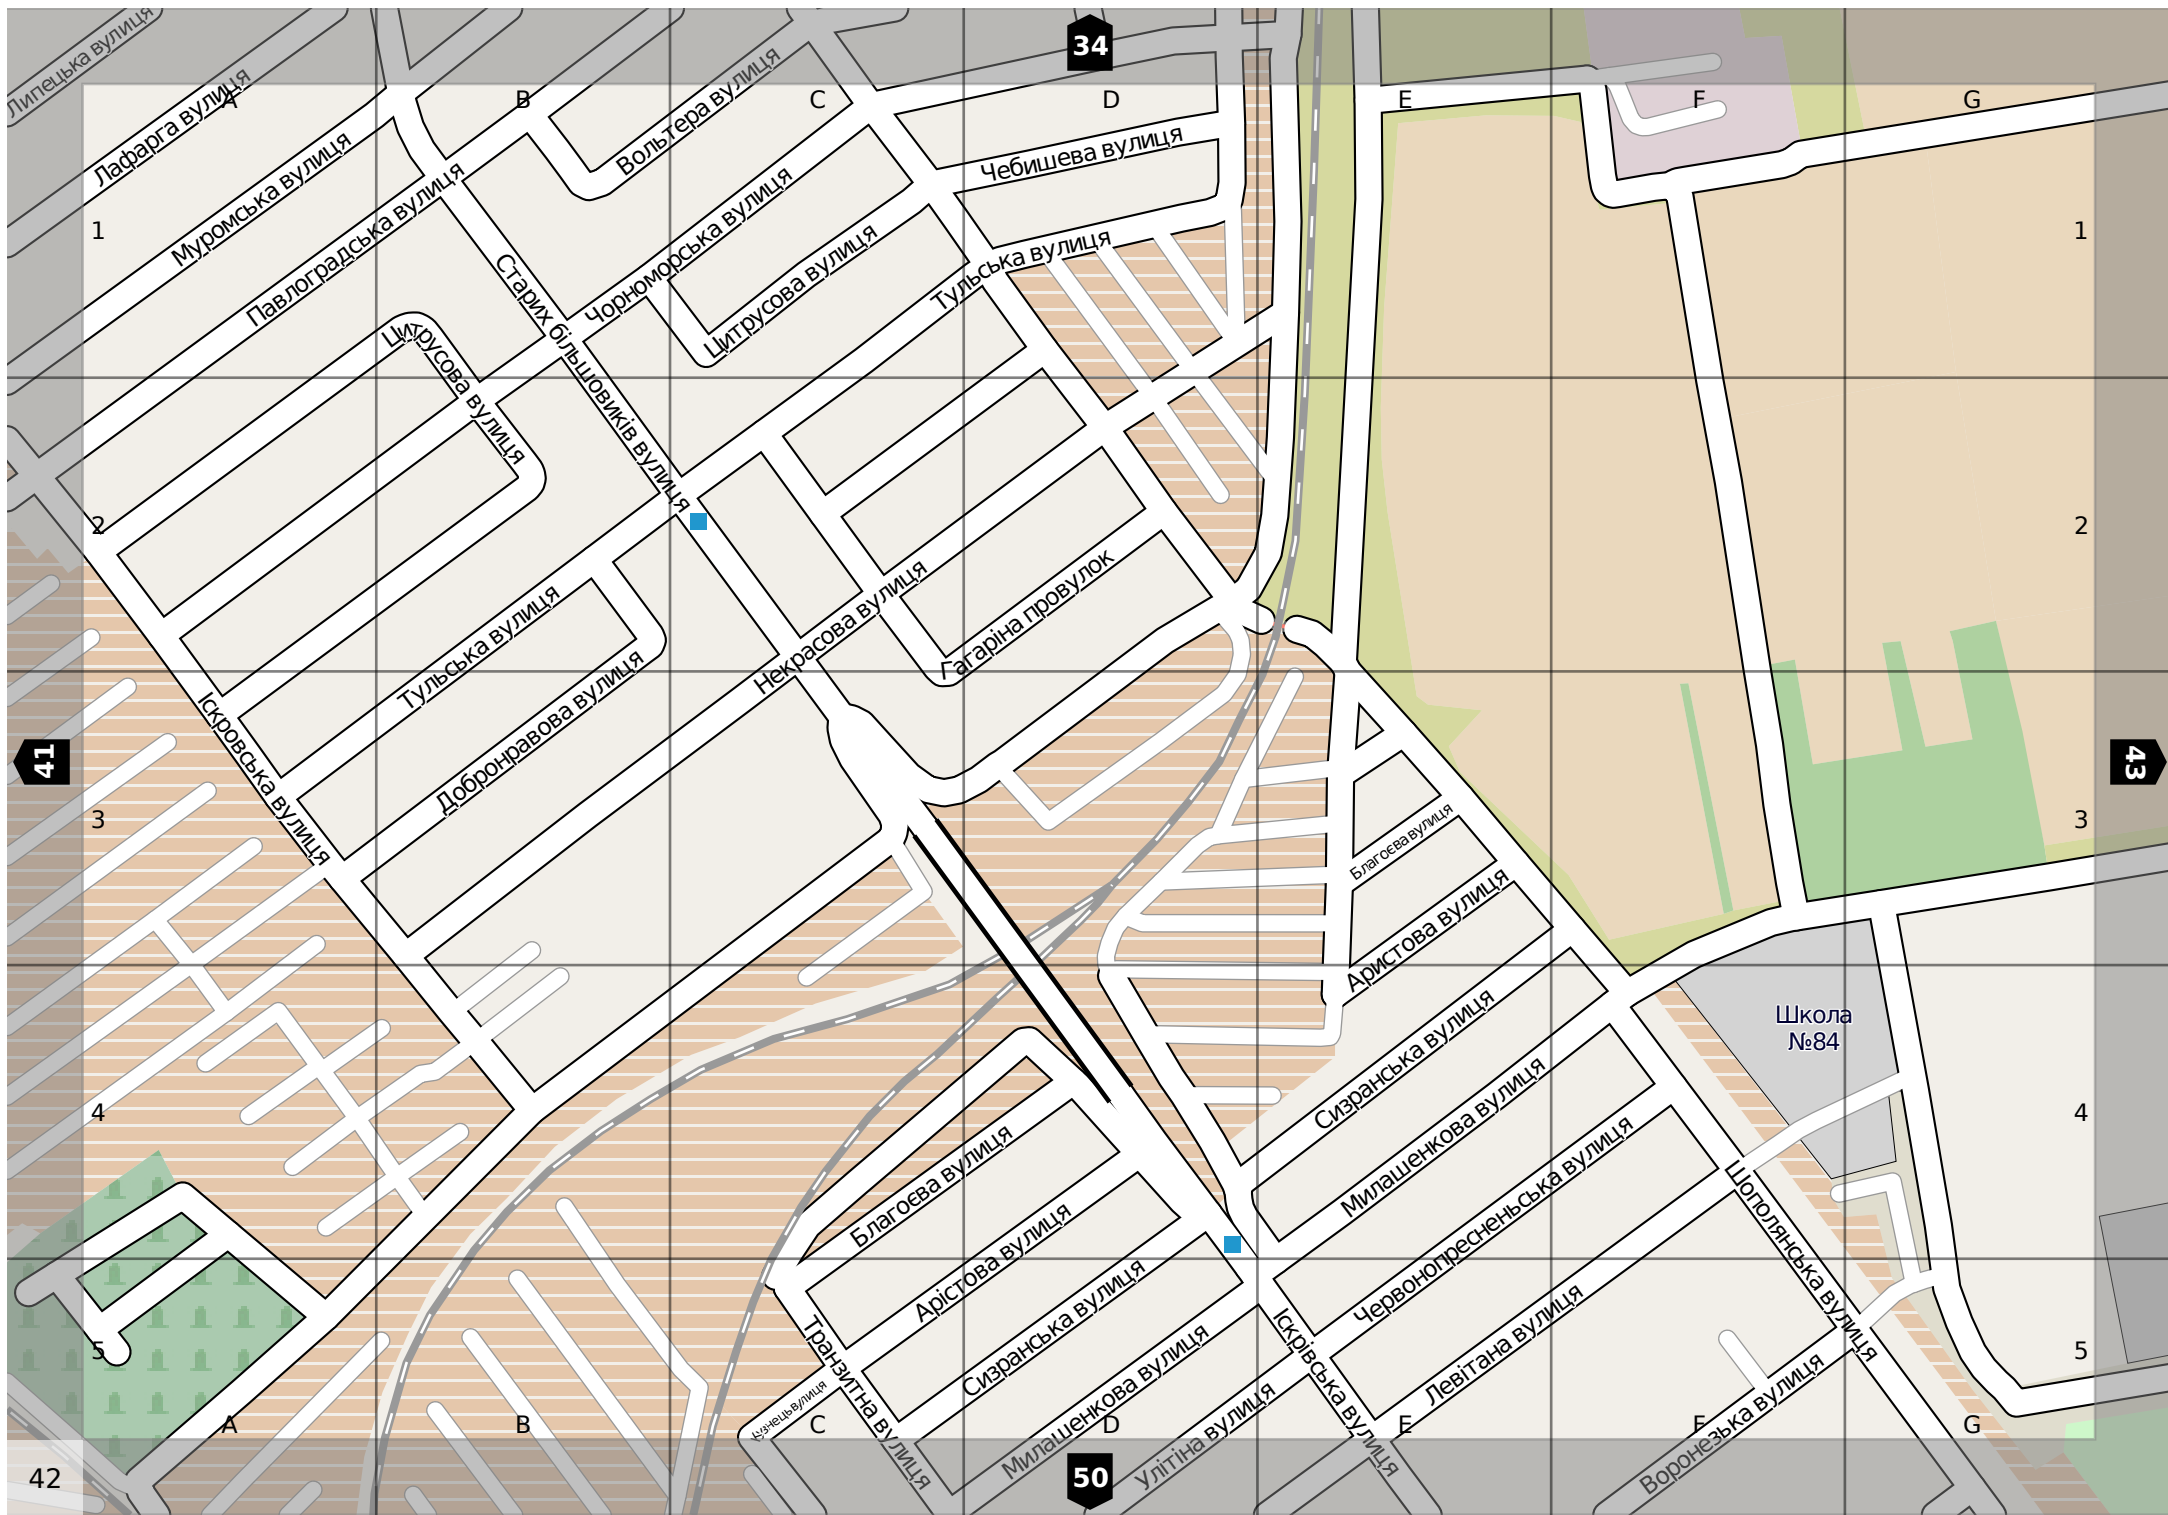 Липецька вулиця
34
Лафарга вулиця
A
B
C
D
E
F
G
Вольтера вулиця
Чебишева вулиця
Муромська вулиця
Павлоградська вулиця
1
1
Чорноморська вулиця
Цитрусова вулиця
Тульська вулиця
Старих більшовиків вулиця
Цитрусова вулиця
2
2
Некрасова вулиця
Гагаріна провулок
Тульська вулиця
Добронравова вулиця
Іскровська вулиця
41
43
3
3
Благоєва вулиця
Аристова вулиця
Школа
№84
Сизранська вулиця
Милашенкова вулиця
4
4
Благоєва вулиця
Червонопресненьська вулиця
Шополянська вулиця
Арістова вулиця
Сизранська вулиця
Левітана вулиця
Транзитна вулиця
Іскрівська вулиця
5
5
Милашенкова вулиця
Улітіна вулиця
Воронезька вулиця
A
B
C
D
E
F
G
42
50